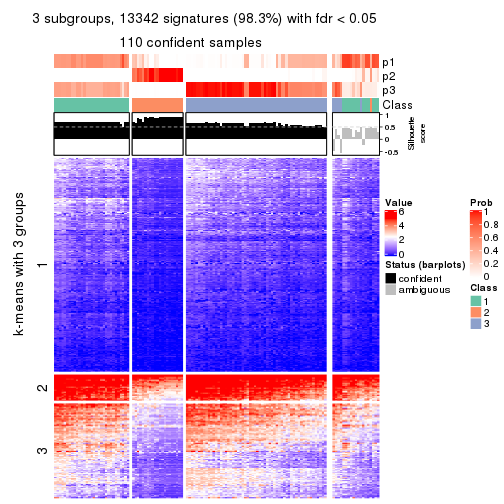 3 subgroups, 13342 signatures (98.3%) with fdr < 0.05
110 confident samples
p1
p2
p3
Class
1
0.5
0
-0.5
Silhouette
score
k-means with 3 groups
1
2
3
Value
6
4
2
0
Status (barplots)
confident
ambiguous
Prob
1
0.8
0.6
0.4
0.2
0
Class
1
2
3